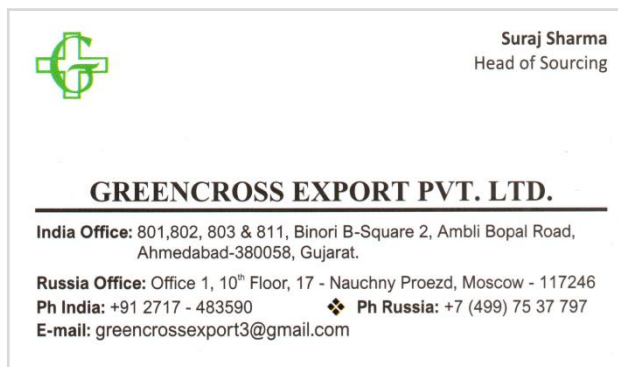 G
Suraj Sharma
Head of Sourcing
GREENCROSS EXPORT PVT. LTD.
India Office: 801,802, 803 & 811, Binori B-Square 2, Ambli Bopal Road,
Ahmedabad-380058, Gujarat.
Russia Office: Office 1, 10th Floor, 17 - Nauchny Proezd, Moscow - 117246
Ph India: +91 2717 - 483590 ❖ Ph Russia: +7 (499) 75 37 797
E-mail: greencrossexport3@gmail.com